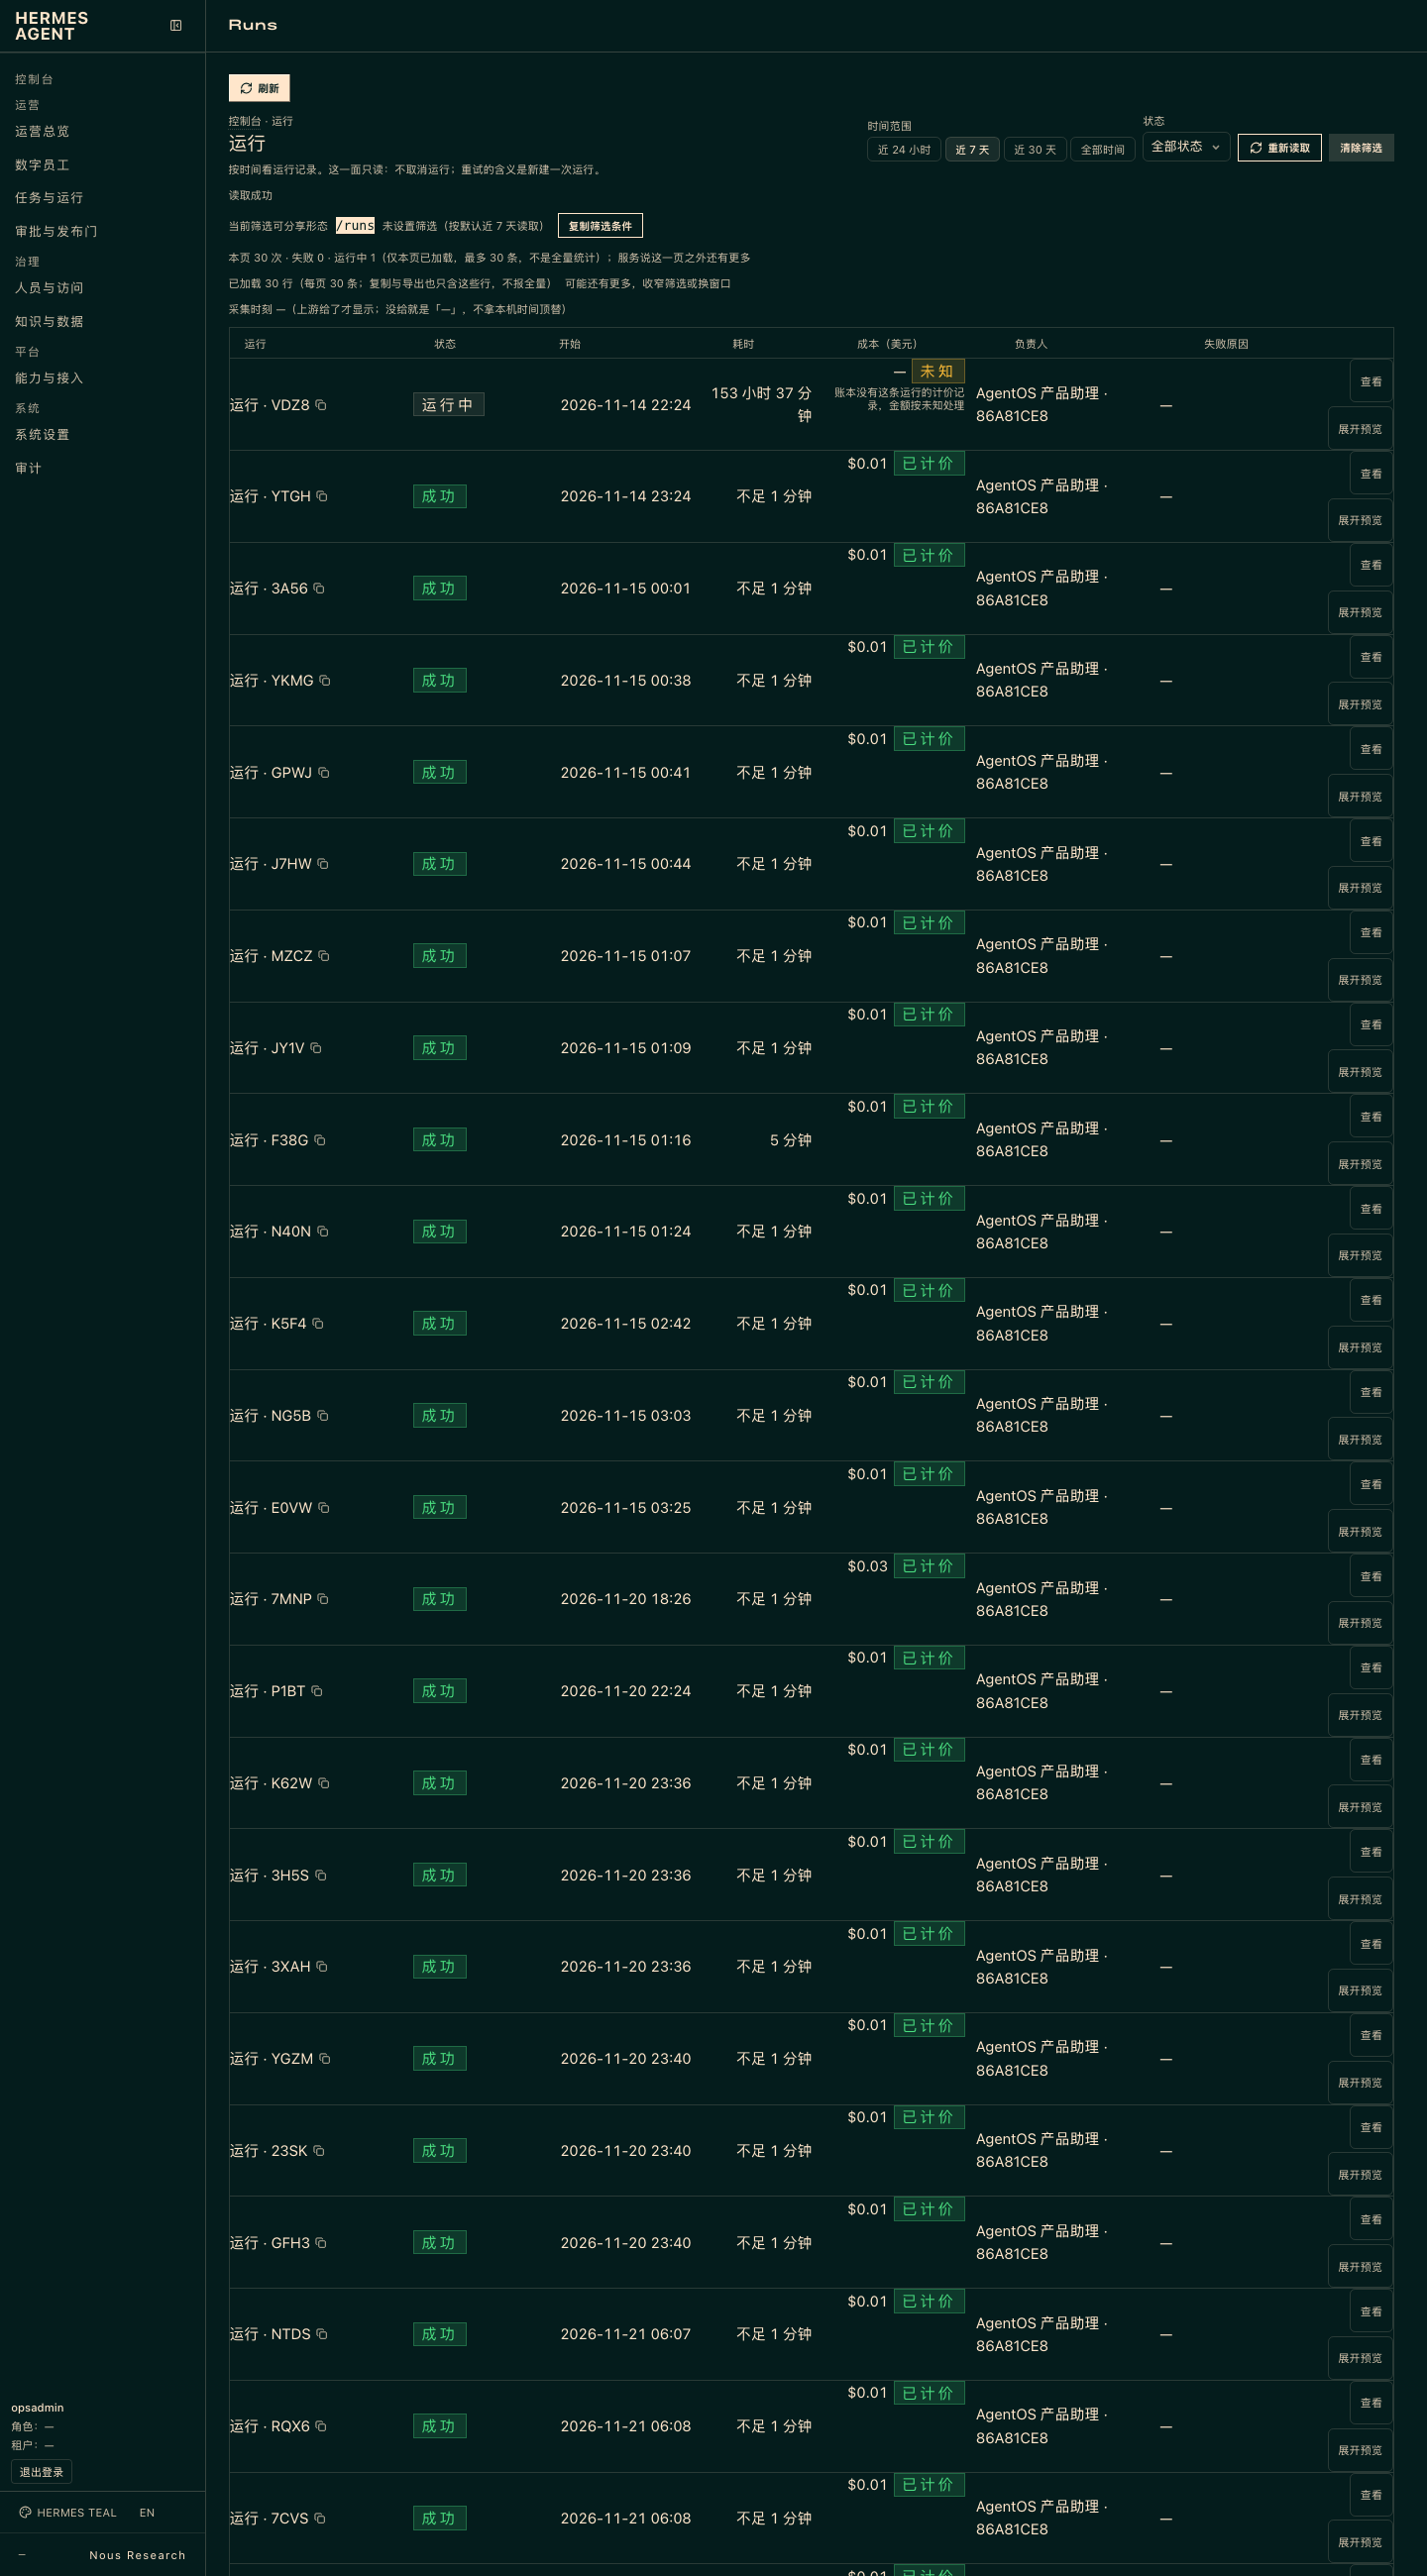 HERMES
AGENT
控制台
运营
运营总览
数字员工
任务与运行
审批与发布门
治理
人员与访问
知识与数据
平台
能力与接入
系统
系统设置
审计
opsadmin
角色：—
租户：—
退出登录
HERMES TEAL EN
— Nous Research
Runs
刷新
控制台 · 运行
运行
按时间看运行记录。这一面只读：不取消运行；重试的含义是新建一次运行。
时间范围
近 24 小时 近 7 天 近 30 天 全部时间
状态
全部状态
重新读取
清除筛选
读取成功
当前筛选可分享形态 /runs 未设置筛选（按默认近 7 天读取） 复制筛选条件
本页 30 次 · 失败 0 · 运行中 1（仅本页已加载，最多 30 条，不是全量统计）；服务说这一页之外还有更多
已加载 30 行（每页 30 条；复制与导出也只含这些行，不报全量） 可能还有更多，收窄筛选或换窗口
采集时刻 —（上游给了才显示；没给就是「—」，不拿本机时间顶替）
运行 状态 开始 耗时 成本（美元） 负责人 失败原因
运行 · VDZ8 运行中 2026-11-14 22:24 153 小时 37 分
钟
— 未知
账本没有这条运行的计价记
录，金额按未知处理
AgentOS 产品助理 ·
86A81CE8
—
查看
展开预览
运行 · YTGH 成功 2026-11-14 23:24 不足 1 分钟 $0.01 已计价
AgentOS 产品助理 ·
86A81CE8
—
查看
展开预览
运行 · 3A56 成功 2026-11-15 00:01 不足 1 分钟 $0.01 已计价
AgentOS 产品助理 ·
86A81CE8
—
查看
展开预览
运行 · YKMG 成功 2026-11-15 00:38 不足 1 分钟 $0.01 已计价
AgentOS 产品助理 ·
86A81CE8
—
查看
展开预览
运行 · GPWJ 成功 2026-11-15 00:41 不足 1 分钟 $0.01 已计价
AgentOS 产品助理 ·
86A81CE8
—
查看
展开预览
运行 · J7HW 成功 2026-11-15 00:44 不足 1 分钟 $0.01 已计价
AgentOS 产品助理 ·
86A81CE8
—
查看
展开预览
运行 · MZCZ 成功 2026-11-15 01:07 不足 1 分钟 $0.01 已计价
AgentOS 产品助理 ·
86A81CE8
—
查看
展开预览
运行 · JY1V 成功 2026-11-15 01:09 不足 1 分钟 $0.01 已计价
AgentOS 产品助理 ·
86A81CE8
—
查看
展开预览
运行 · F38G 成功 2026-11-15 01:16 5 分钟 $0.01 已计价
AgentOS 产品助理 ·
86A81CE8
—
查看
展开预览
运行 · N40N 成功 2026-11-15 01:24 不足 1 分钟 $0.01 已计价
AgentOS 产品助理 ·
86A81CE8
—
查看
展开预览
运行 · K5F4 成功 2026-11-15 02:42 不足 1 分钟 $0.01 已计价
AgentOS 产品助理 ·
86A81CE8
—
查看
展开预览
运行 · NG5B 成功 2026-11-15 03:03 不足 1 分钟 $0.01 已计价
AgentOS 产品助理 ·
86A81CE8
—
查看
展开预览
运行 · E0VW 成功 2026-11-15 03:25 不足 1 分钟 $0.01 已计价
AgentOS 产品助理 ·
86A81CE8
—
查看
展开预览
运行 · 7MNP 成功 2026-11-20 18:26 不足 1 分钟 $0.03 已计价
AgentOS 产品助理 ·
86A81CE8
—
查看
展开预览
运行 · P1BT 成功 2026-11-20 22:24 不足 1 分钟 $0.01 已计价
AgentOS 产品助理 ·
86A81CE8
—
查看
展开预览
运行 · K62W 成功 2026-11-20 23:36 不足 1 分钟 $0.01 已计价
AgentOS 产品助理 ·
86A81CE8
—
查看
展开预览
运行 · 3H5S 成功 2026-11-20 23:36 不足 1 分钟 $0.01 已计价
AgentOS 产品助理 ·
86A81CE8
—
查看
展开预览
运行 · 3XAH 成功 2026-11-20 23:36 不足 1 分钟 $0.01 已计价
AgentOS 产品助理 ·
86A81CE8
—
查看
展开预览
运行 · YGZM 成功 2026-11-20 23:40 不足 1 分钟 $0.01 已计价
AgentOS 产品助理 ·
86A81CE8
—
查看
展开预览
运行 · 23SK 成功 2026-11-20 23:40 不足 1 分钟 $0.01 已计价
AgentOS 产品助理 ·
86A81CE8
—
查看
展开预览
运行 · GFH3 成功 2026-11-20 23:40 不足 1 分钟 $0.01 已计价
AgentOS 产品助理 ·
86A81CE8
—
查看
展开预览
运行 · NTDS 成功 2026-11-21 06:07 不足 1 分钟 $0.01 已计价
AgentOS 产品助理 ·
86A81CE8
—
查看
展开预览
运行 · RQX6 成功 2026-11-21 06:08 不足 1 分钟 $0.01 已计价
AgentOS 产品助理 ·
86A81CE8
—
查看
展开预览
运行 · 7CVS 成功 2026-11-21 06:08 不足 1 分钟 $0.01 已计价
AgentOS 产品助理 ·
86A81CE8
—
查看
展开预览